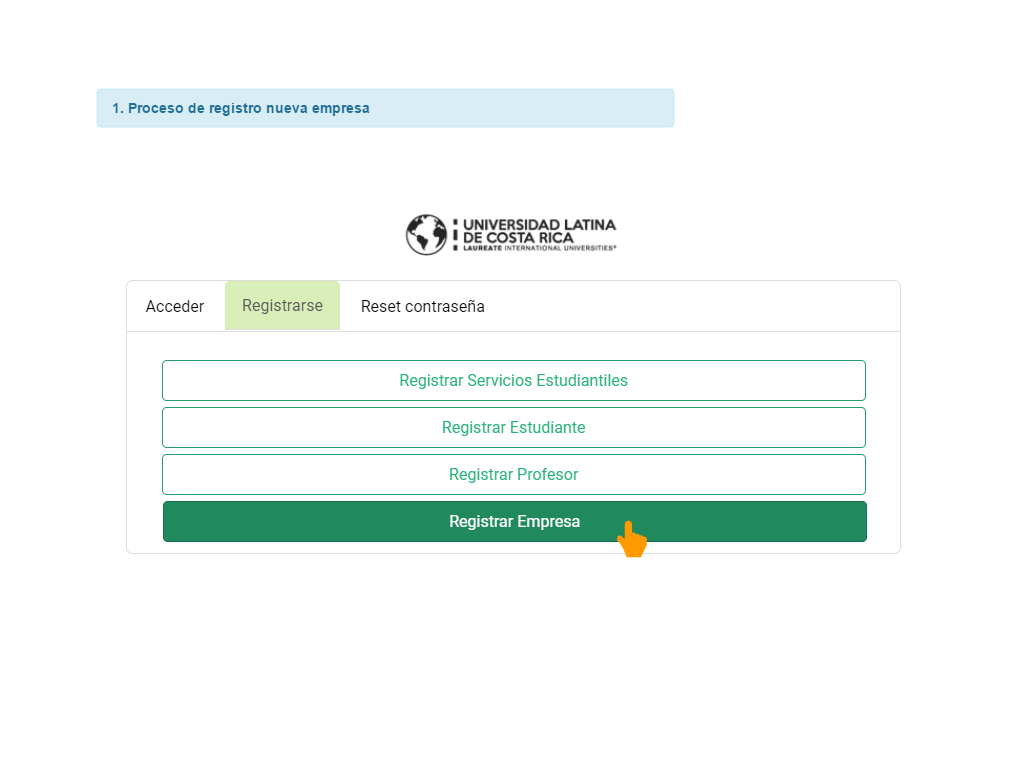 1. Proceso de registro nueva empresa
UNIVERSIDAD LATINA
DE COSTA RICA
LAUREATE INTERNATIONAL UNIVERSITIES®
Acceder
Registrarse
Reset contraseña
Registrar Servicios Estudiantiles
Registrar Estudiante
Registrar Profesor
Registrar Empresa